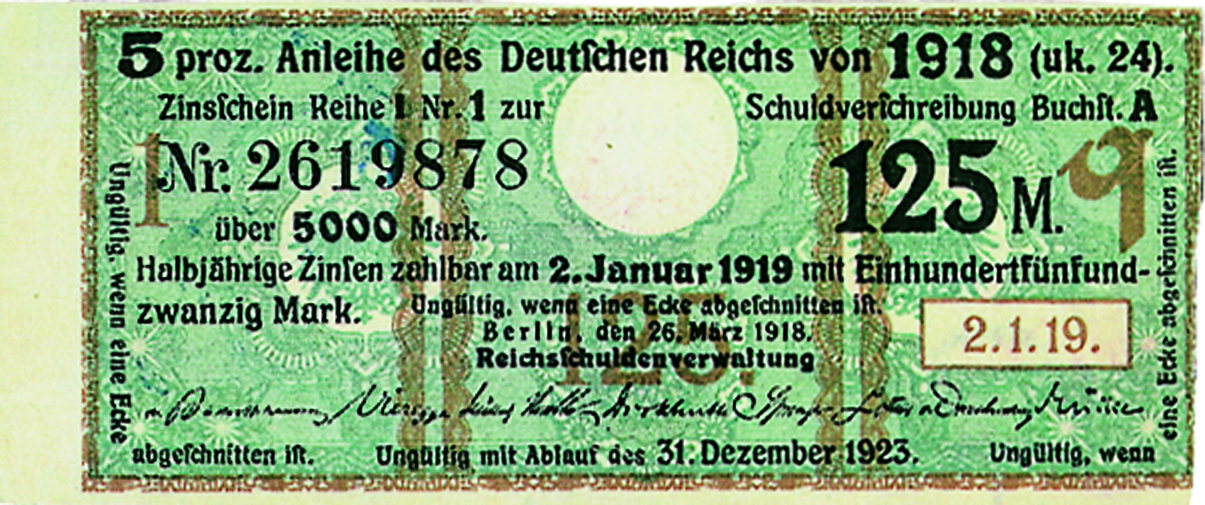 5 proz. Anleihe des Deutſchen Reichs von 1918 (uk. 24).
Zinsſchein Reihe I Nr. 1 zur Schuldverſchreibung Buchſt. A
1 Nr. 2619878 125 M. q
über 5000 Mark.
Halbjährige Zinſen zahlbar am 2. Januar 1919 mit Einhundertfünfund-
zwanzig Mark.
Ungültig, wenn eine Ecke abgeſchnitten iſt.
Berlin, den 26. März 1918.
Reichsſchuldenverwaltung
2.1.19.
125.
Ungültig, wenn eine Ecke
abgeſchnitten iſt.
Ungültig mit Ablauf des 31. Dezember 1923.
Ungültig, wenn
eine Ecke abgeſchnitten iſt.